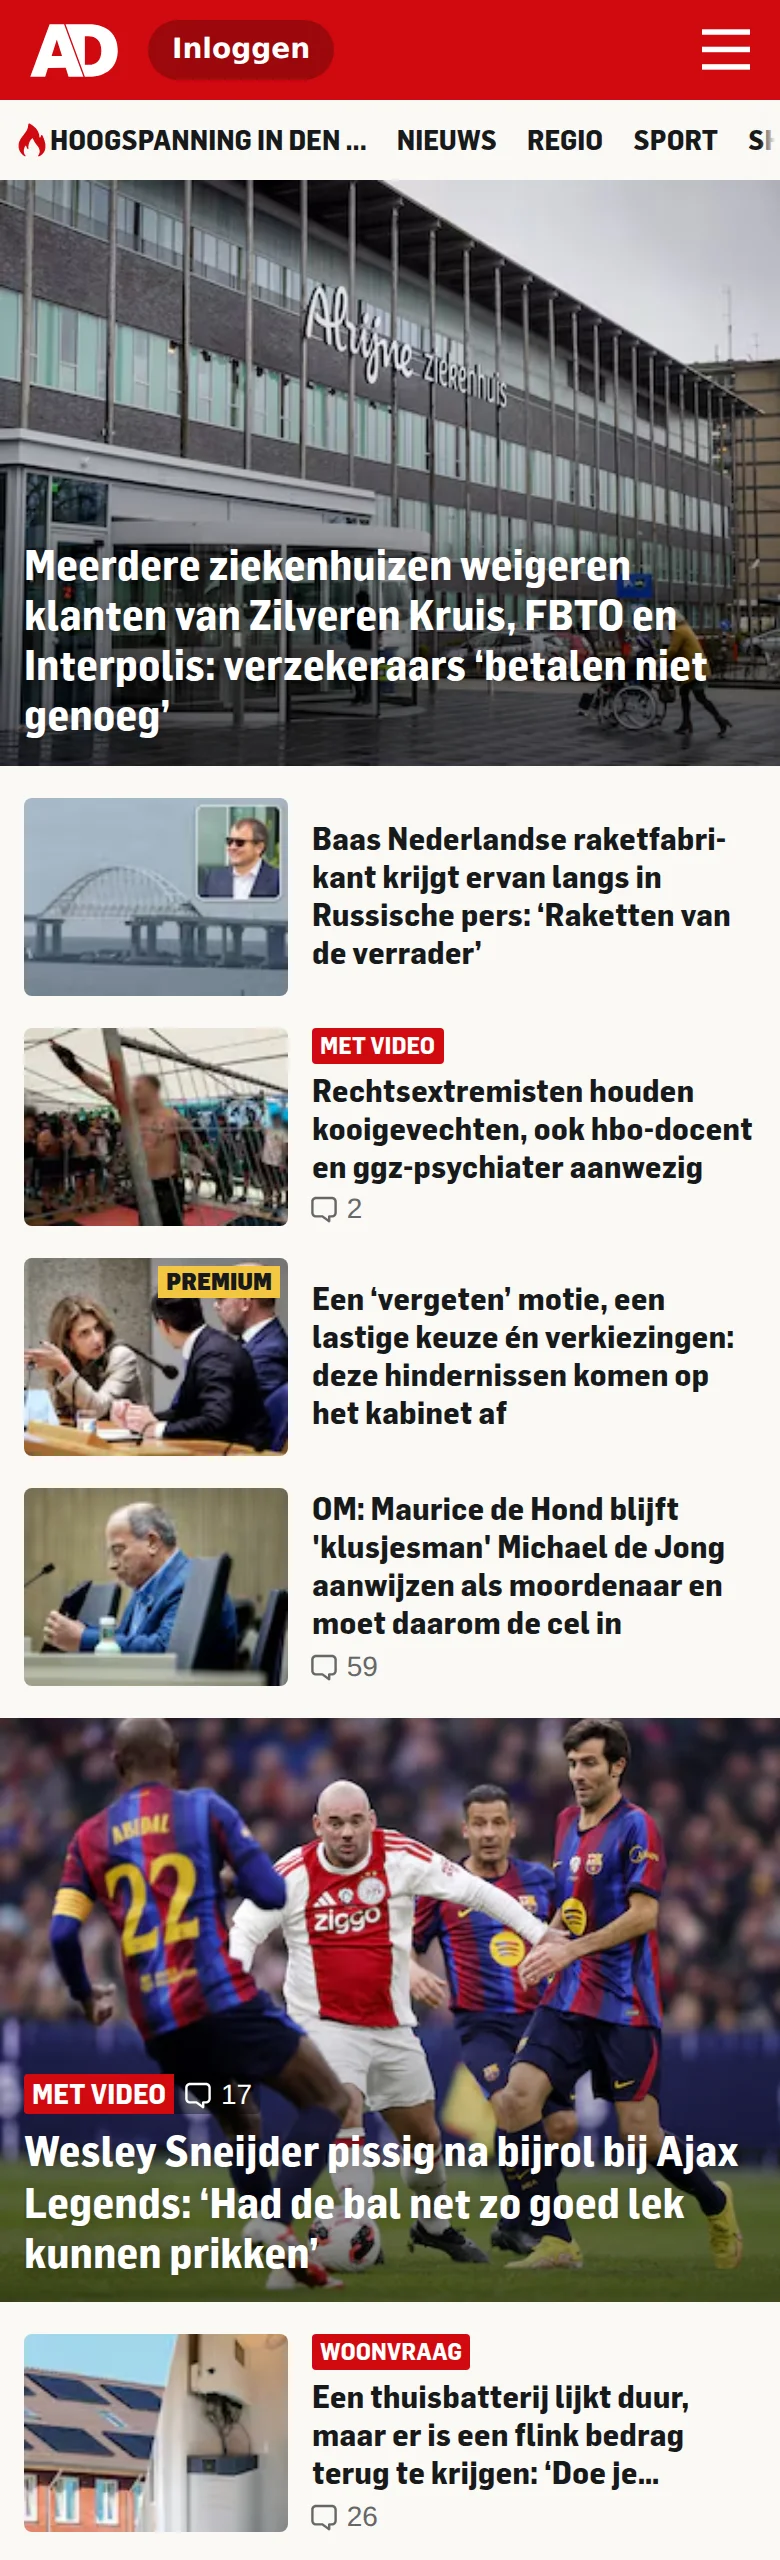 AD
Inloggen
HOOGSPANNING IN DEN ... NIEUWS REGIO SPORT
Alrijne ziekenhuis
Meerdere ziekenhuizen weigeren
klanten van Zilveren Kruis, FBTO en
Interpolis: verzekeraars ‘betalen niet
genoeg’
Baas Nederlandse raketfabri-
kant krijgt ervan langs in
Russische pers: ‘Raketten van
de verrader’
MET VIDEO
Rechtsextremisten houden
kooigevechten, ook hbo-docent
en ggz-psychiater aanwezig
2
PREMIUM
Een ‘vergeten’ motie, een
lastige keuze én verkiezingen:
deze hindernissen komen op
het kabinet af
OM: Maurice de Hond blijft
'klusjesman' Michael de Jong
aanwijzen als moordenaar en
moet daarom de cel in
59
ABIDAL
22
ziggo
MET VIDEO 17
Wesley Sneijder pissig na bijrol bij Ajax
Legends: ‘Had de bal net zo goed lek
kunnen prikken’
WOONVRAAG
Een thuisbatterij lijkt duur,
maar er is een flink bedrag
terug te krijgen: ‘Doe je...
26